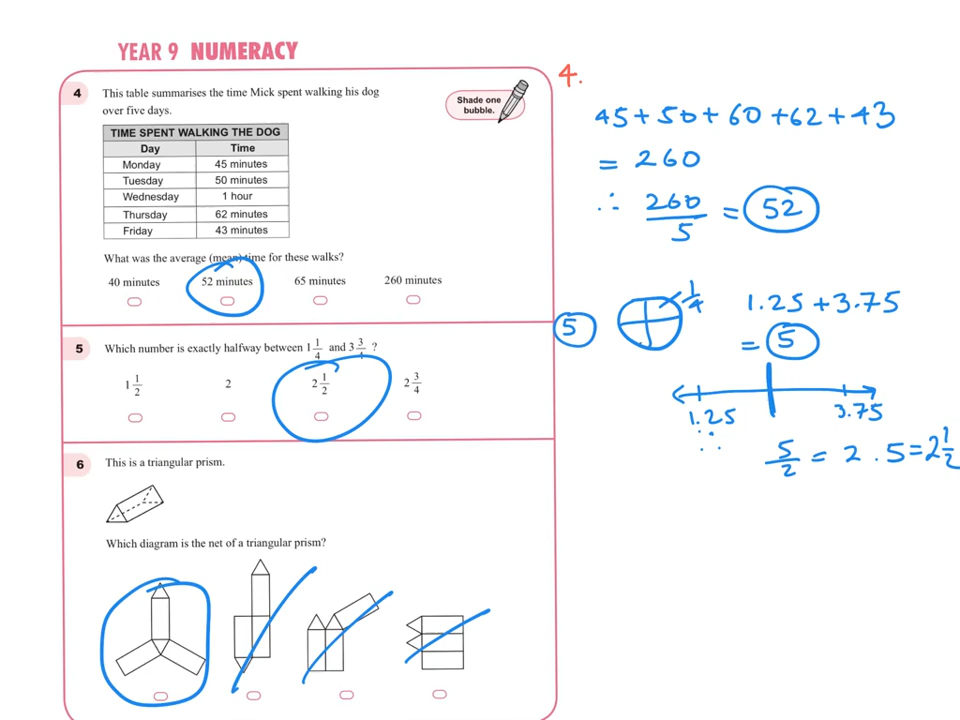 YEAR 9 NUMERACY
4 This table summarises the time Mick spent walking his dog
over five days.
Shade one
bubble.
TIME SPENT WALKING THE DOG
Day Time
Monday 45 minutes
Tuesday 50 minutes
Wednesday 1 hour
Thursday 62 minutes
Friday 43 minutes
What was the average (mean) time for these walks?
40 minutes 52 minutes 65 minutes 260 minutes
5 Which number is exactly halfway between 1 1/4 and 3 3/4 ?
1 1/2 2 2 1/2 2 3/4
6 This is a triangular prism.
Which diagram is the net of a triangular prism?
4.
45 + 50 + 60 + 62 + 43
= 260
∴ 260/5 = 52
5 1/4 1.25 + 3.75
= 5
1.25 3.75
∴ 5/2 = 2.5 = 2 1/2